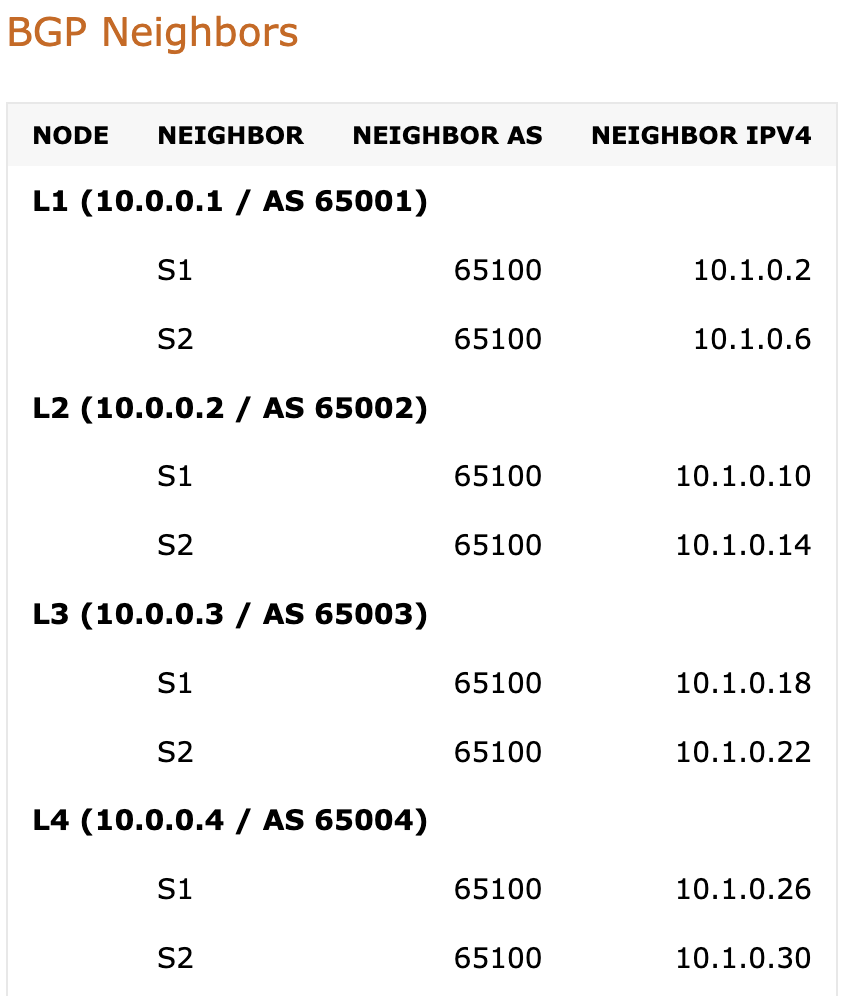 BGP Neighbors
NODE NEIGHBOR NEIGHBOR AS NEIGHBOR IPV4
L1 (10.0.0.1 / AS 65001)
S1 65100 10.1.0.2
S2 65100 10.1.0.6
L2 (10.0.0.2 / AS 65002)
S1 65100 10.1.0.10
S2 65100 10.1.0.14
L3 (10.0.0.3 / AS 65003)
S1 65100 10.1.0.18
S2 65100 10.1.0.22
L4 (10.0.0.4 / AS 65004)
S1 65100 10.1.0.26
S2 65100 10.1.0.30